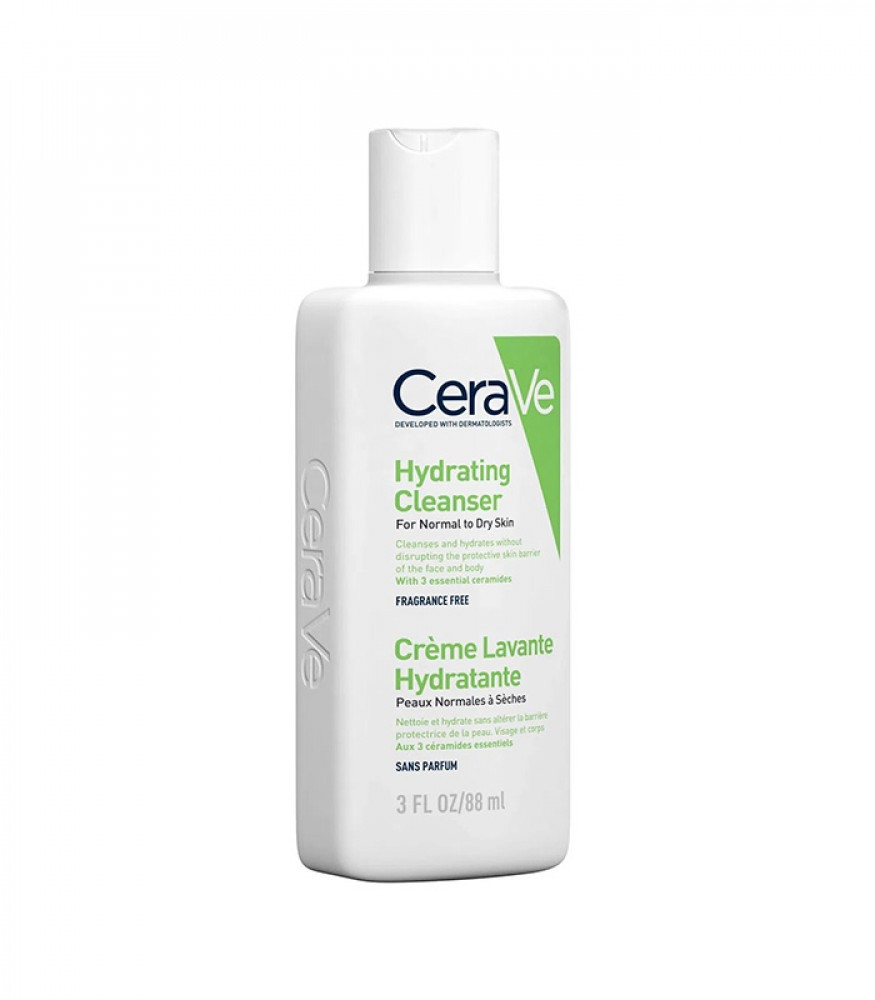 CeraVe
DEVELOPED WITH DERMATOLOGISTS
Hydrating
Cleanser
For Normal to Dry Skin
Cleanses and hydrates without
disrupting the protective skin barrier
of the face and body
With 3 essential ceramides
FRAGRANCE FREE
Crème Lavante
Hydratante
Peaux Normales à Sèches
Nettoie et hydrate sans altérer la barrière
protectrice de la peau. Visage et corps
Aux 3 céramides essentiels
SANS PARFUM
3 FL OZ/88 ml
CeraVe